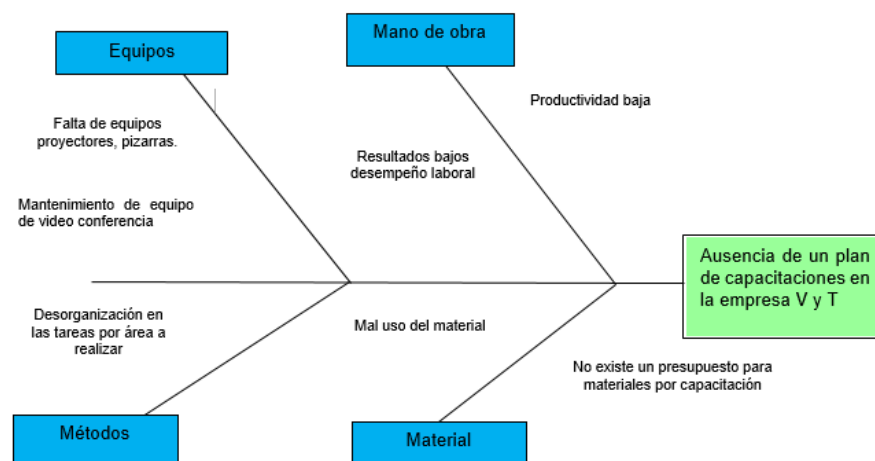 Equipos
Mano de obra
Productividad baja
Falta de equipos
proyectores, pizarras.
Resultados bajos
desempeño laboral
Mantenimiento de equipo
de video conferencia
Ausencia de un plan
de capacitaciones en
la empresa V y T
Desorganización en
las tareas por área a
realizar
Mal uso del material
No existe un presupuesto para
materiales por capacitación
Métodos
Material